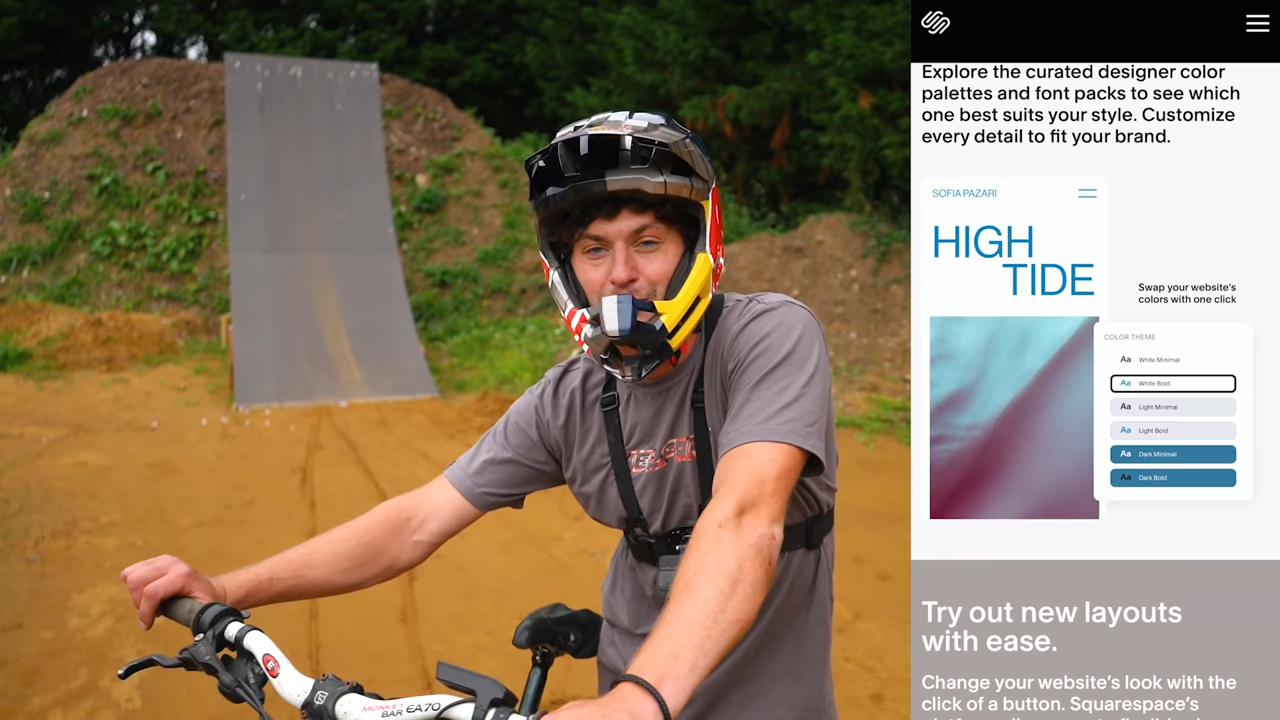 Explore the curated designer color
palettes and font packs to see which
one best suits your style. Customize
every detail to fit your brand.
SOFIA PAZARI
HIGH
TIDE
Swap your website's
colors with one click
COLOR THEME
Aa White Minimal
Aa White Bold
Aa Light Minimal
Aa Light Bold
Aa Dark Minimal
Aa Dark Bold
Try out new layouts
with ease.
Change your website's look with the
click of a button. Squarespace's
MONKEY
BAR EA70